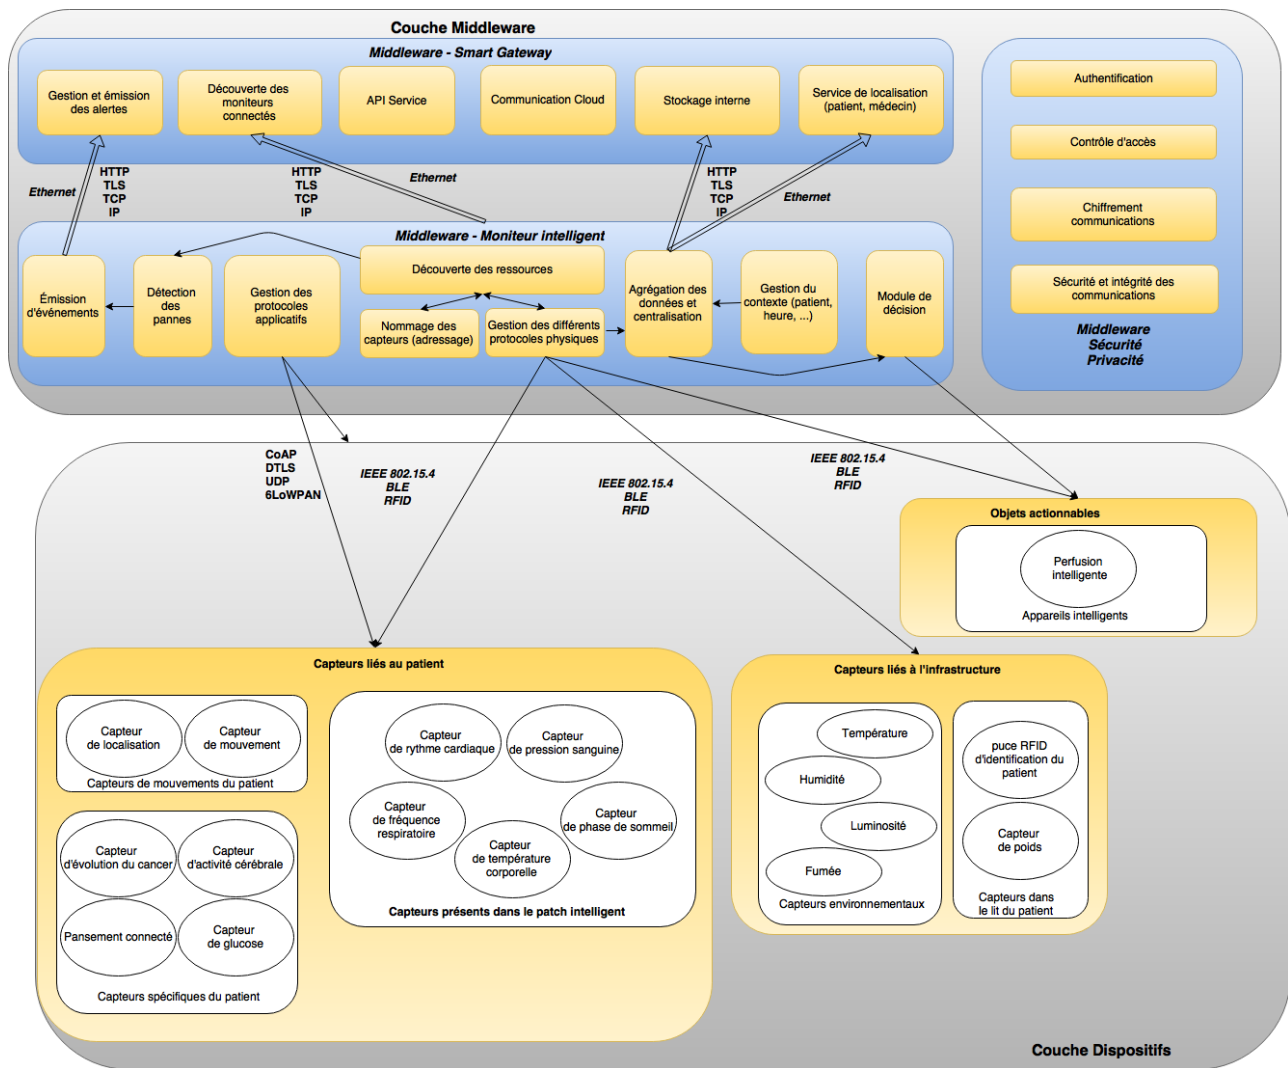 Couche Middleware
Middleware - Smart Gateway
Gestion et émission
des alertes
Découverte des
moniteurs
connectés
API Service
Communication Cloud
Stockage interne
Service de localisation
(patient, médecin)
Authentification
Contrôle d'accès
Chiffrement
communications
Sécurité et intégrité des
communications
Middleware
Sécurité
Privacité
Ethernet
HTTP
TLS
TCP
IP
HTTP
TLS
TCP
IP
Ethernet
HTTP
TLS
TCP
IP
Ethernet
Middleware - Moniteur intelligent
Émission
d'événements
Détection
des
pannes
Gestion des
protocoles
applicatifs
Découverte des ressources
Nommage des
capteurs (adressage)
Gestion des différents
protocoles physiques
Agrégation des
données et
centralisation
Gestion du
contexte (patient,
heure, ...)
Module de
décision
CoAP
DTLS
UDP
6LoWPAN
IEEE 802.15.4
BLE
RFID
IEEE 802.15.4
BLE
RFID
IEEE 802.15.4
BLE
RFID
Objets actionnables
Perfusion
intelligente
Appareils intelligents
Capteurs liés au patient
Capteur
de localisation
Capteur
de mouvement
Capteurs de mouvements du patient
Capteur
d'évolution du cancer
Capteur
d'activité cérébrale
Pansement connecté
Capteur
de glucose
Capteurs spécifiques du patient
Capteur
de rythme cardiaque
Capteur
de pression sanguine
Capteur
de fréquence
respiratoire
Capteur
de phase de sommeil
Capteur
de température
corporelle
Capteurs présents dans le patch intelligent
Capteurs liés à l'infrastructure
Température
Humidité
Luminosité
Fumée
Capteurs environnementaux
puce RFID
d'identification du
patient
Capteur
de poids
Capteurs dans
le lit du patient
Couche Dispositifs